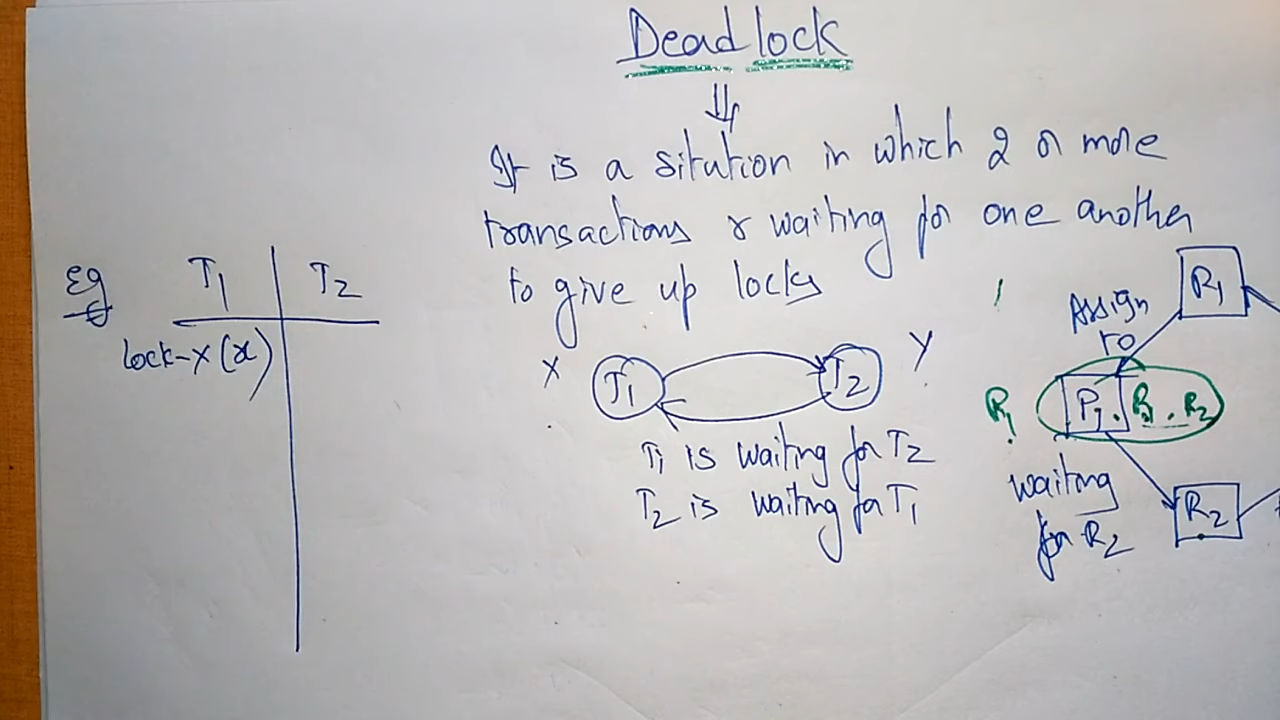 Deadlock
It is a sitution in which 2 or more
transactions r waiting for one another
to give up locks
Eg
T1 T2
lock-X(x)
X T1 T2 Y
T1 is waiting for T2
T2 is waiting for T1
R1
Assign
to
R1 P1 . R1 . R2
waiting
for R2
R2